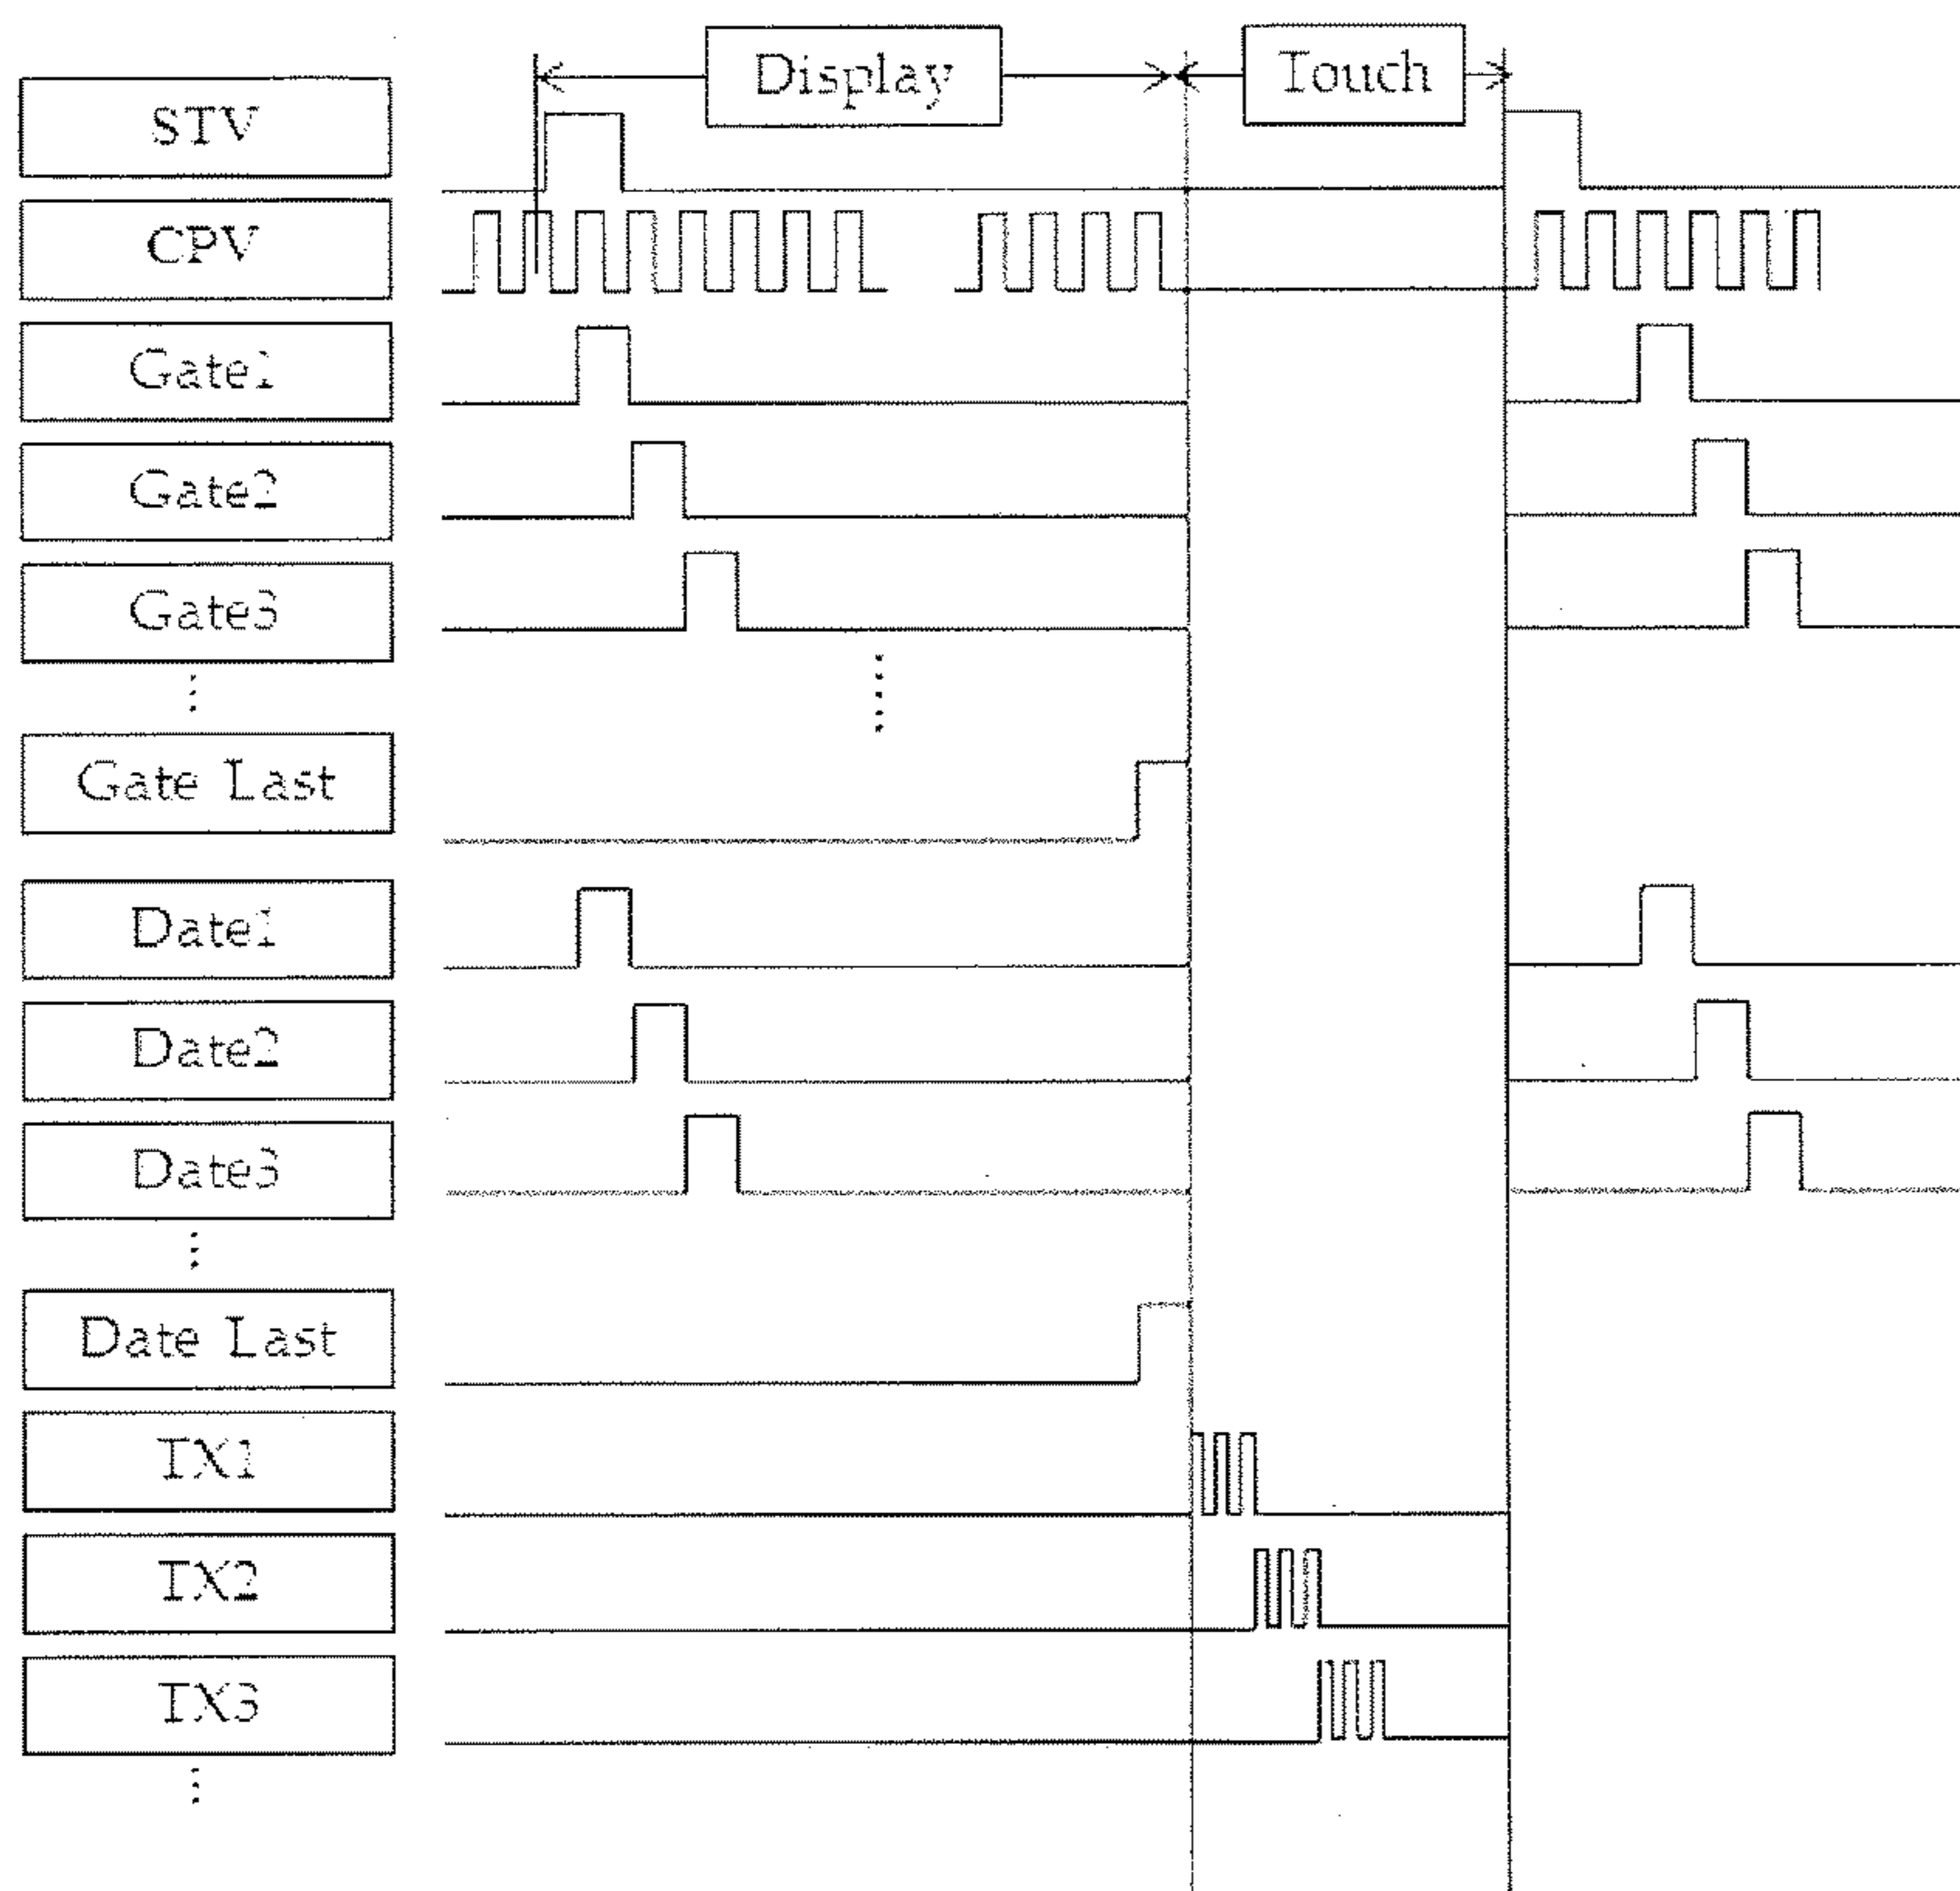 Display
Touch
STV
CPV
Gate1
Gate2
Gate3
Gate Last
Date1
Date2
Date3
Date Last
TX1
TX2
TX3